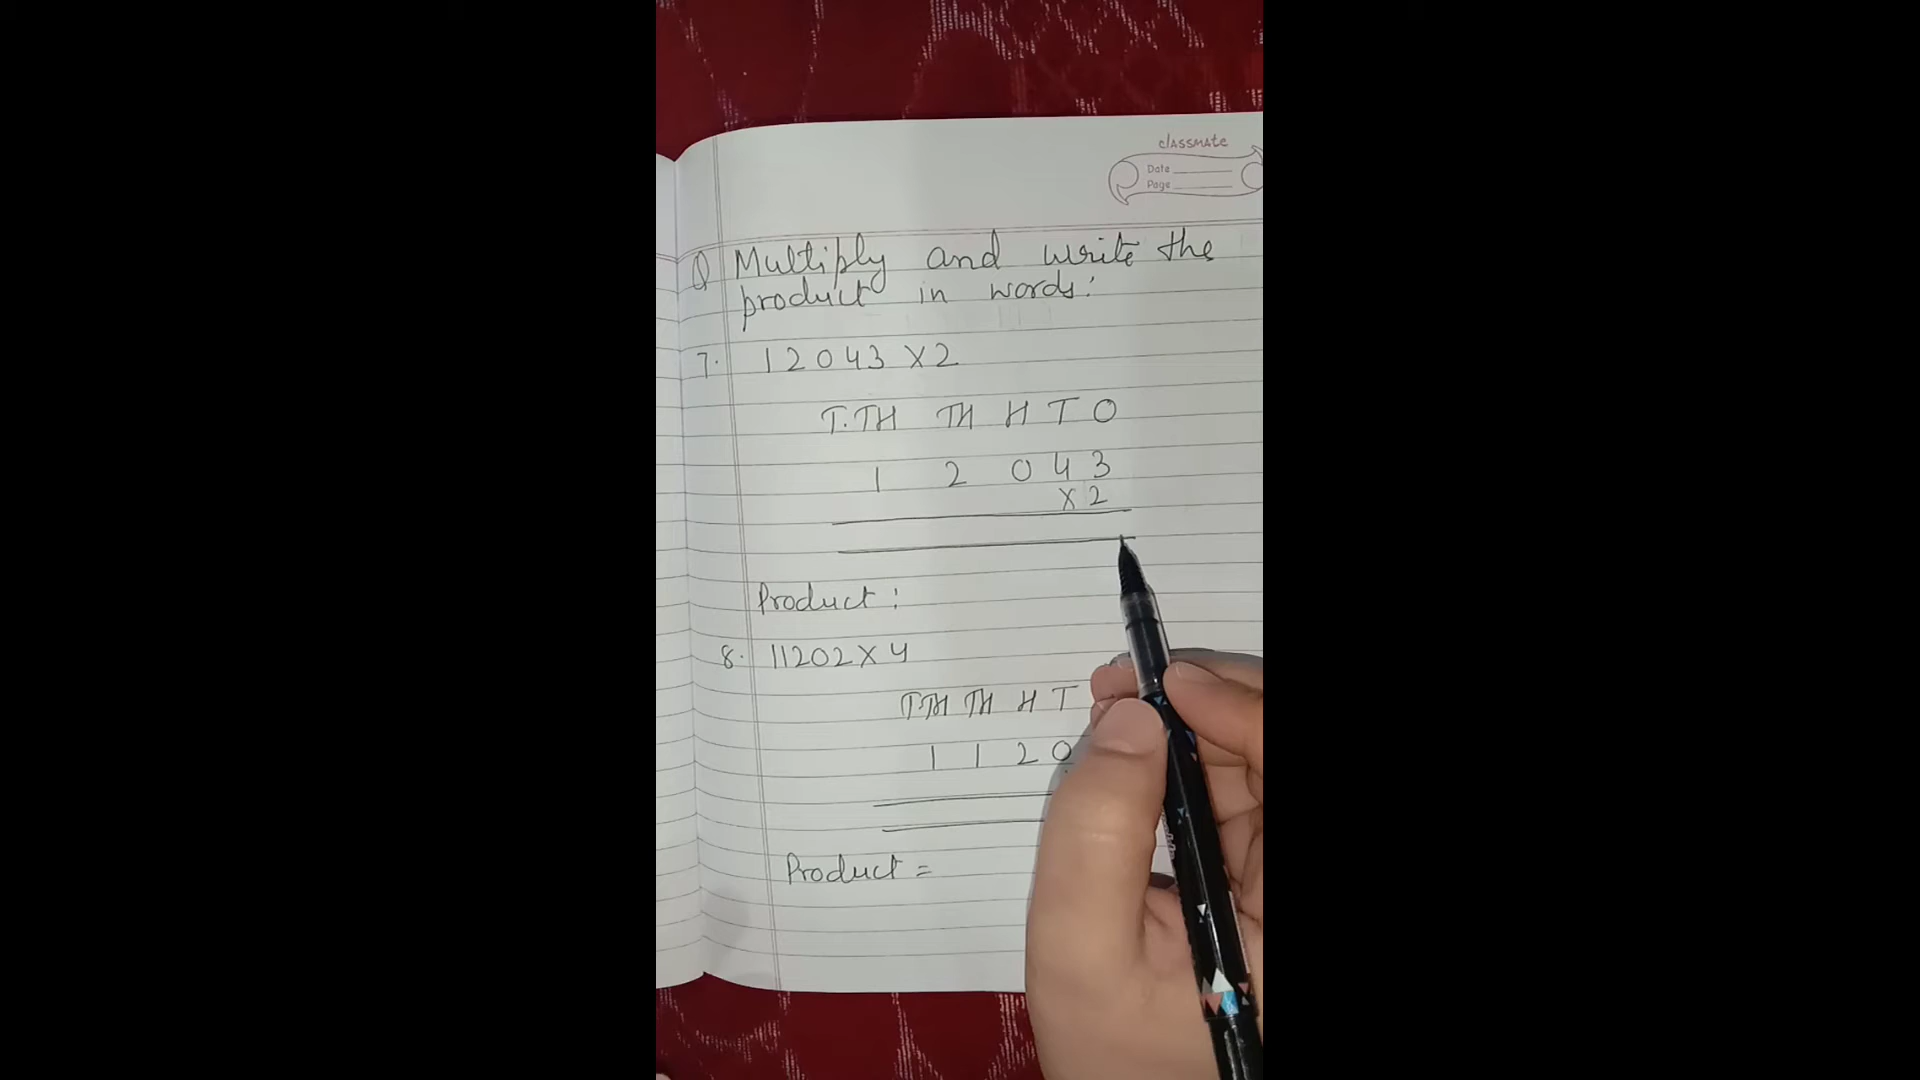 classmate
Date
Page
Q Multiply and write the
product in words:
7. 12043 X 2
T.TH TH H T O
1 2 0 4 3
X 2
Product:
8. 11202 X 4
T.TH TH H T
1 1 2 0
Product =